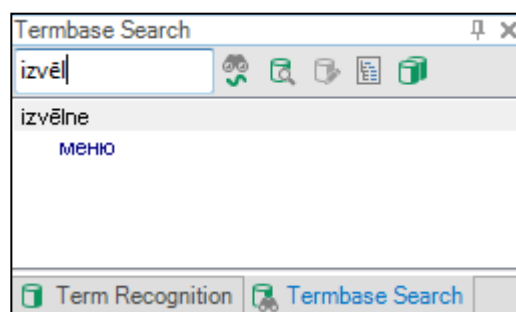 Termbase Search
izvēl
izvēlne
меню
Term Recognition
Termbase Search